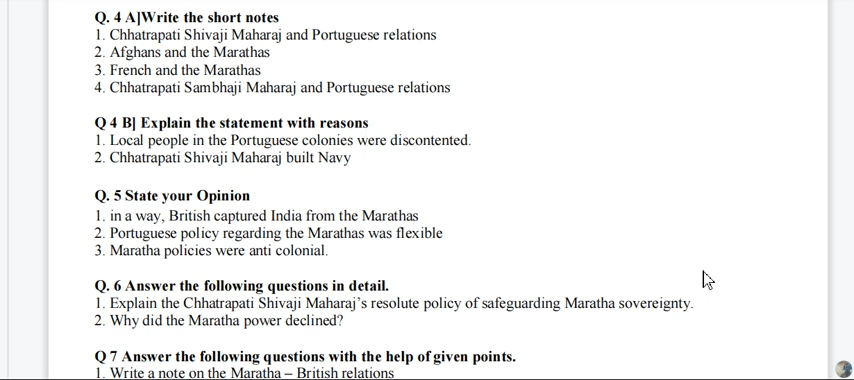 Q. 4 A]Write the short notes
1. Chhatrapati Shivaji Maharaj and Portuguese relations
2. Afghans and the Marathas
3. French and the Marathas
4. Chhatrapati Sambhaji Maharaj and Portuguese relations
Q 4 B] Explain the statement with reasons
1. Local people in the Portuguese colonies were discontented.
2. Chhatrapati Shivaji Maharaj built Navy
Q. 5 State your Opinion
1. in a way, British captured India from the Marathas
2. Portuguese policy regarding the Marathas was flexible
3. Maratha policies were anti colonial.
Q. 6 Answer the following questions in detail.
1. Explain the Chhatrapati Shivaji Maharaj’s resolute policy of safeguarding Maratha sovereignty.
2. Why did the Maratha power declined?
Q 7 Answer the following questions with the help of given points.
1. Write a note on the Maratha – British relations